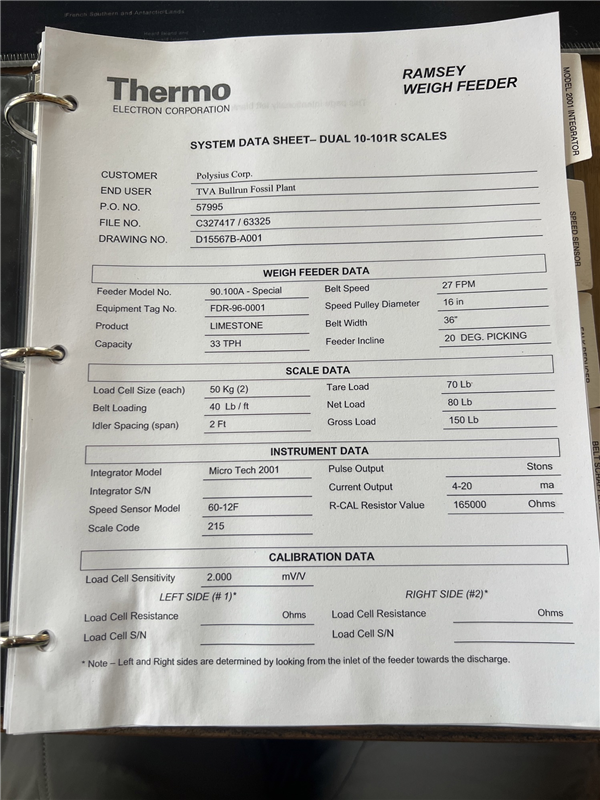 (French Southern and Antarctic Lands
Thermo
ELECTRON CORPORATION
RAMSEY
WEIGH FEEDER
SYSTEM DATA SHEET– DUAL 10-101R SCALES
CUSTOMER Polysius Corp.
END USER TVA Bullrun Fossil Plant
P.O. NO. 57995
FILE NO. C327417 / 63325
DRAWING NO. D15567B-A001
WEIGH FEEDER DATA
Feeder Model No. 90.100A - Special Belt Speed 27 FPM
Equipment Tag No. FDR-96-0001 Speed Pulley Diameter 16 in
Product LIMESTONE Belt Width 36"
Capacity 33 TPH Feeder Incline 20 DEG. PICKING
SCALE DATA
Load Cell Size (each) 50 Kg (2) Tare Load 70 Lb
Belt Loading 40 Lb / ft Net Load 80 Lb
Idler Spacing (span) 2 Ft Gross Load 150 Lb
INSTRUMENT DATA
Integrator Model Micro Tech 2001 Pulse Output Stons
Integrator S/N Current Output 4-20 ma
Speed Sensor Model 60-12F R-CAL Resistor Value 165000 Ohms
Scale Code 215
CALIBRATION DATA
Load Cell Sensitivity 2.000 mV/V
LEFT SIDE (# 1)* RIGHT SIDE (#2)*
Load Cell Resistance Ohms Load Cell Resistance Ohms
Load Cell S/N Load Cell S/N
* Note – Left and Right sides are determined by looking from the inlet of the feeder towards the discharge.
MODEL 2001 INTEGRATOR
SPEED SENSOR
REDUCER
BELT